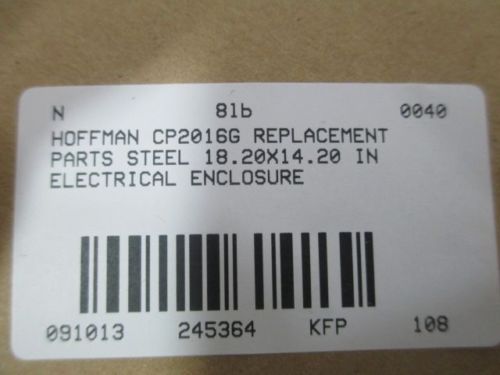 N 8lb 0040
HOFFMAN CP2016G REPLACEMENT
PARTS STEEL 18.20X14.20 IN
ELECTRICAL ENCLOSURE
091013 245364 KFP 108